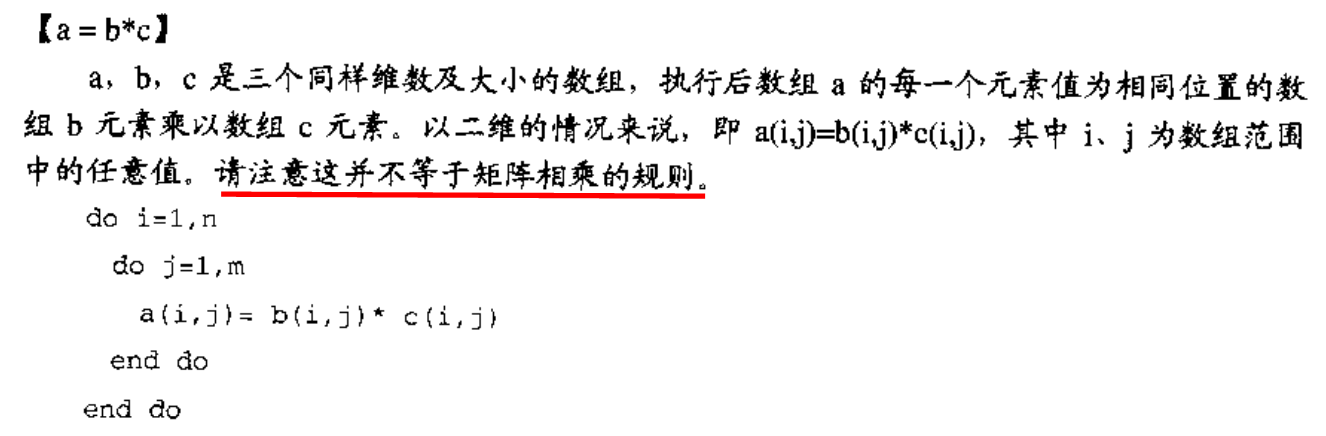 【a = b*c】
a，b，c 是三个同样维数及大小的数组，执行后数组 a 的每一个元素值为相同位置的数
组 b 元素乘以数组 c 元素。以二维的情况来说，即 a(i,j)=b(i,j)*c(i,j)，其中 i、j 为数组范围
中的任意值。请注意这并不等于矩阵相乘的规则。
do i=1,n
do j=1,m
a(i,j)= b(i,j)* c(i,j)
end do
end do